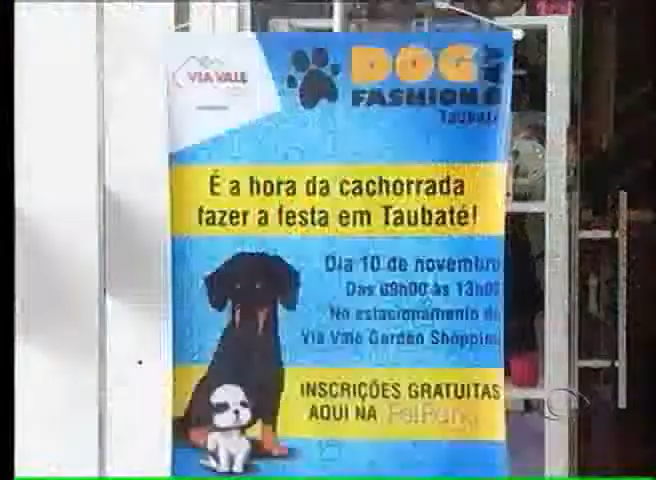 VIA VALE
DOG DAY
FASHION
Taubaté
É a hora da cachorrada
fazer a festa em Taubaté!
Dia 10 de novembro
Das 09h00 às 13h00
No estacionamento do
Via Vale Garden Shopping
INSCRIÇÕES GRATUITAS
AQUI NA